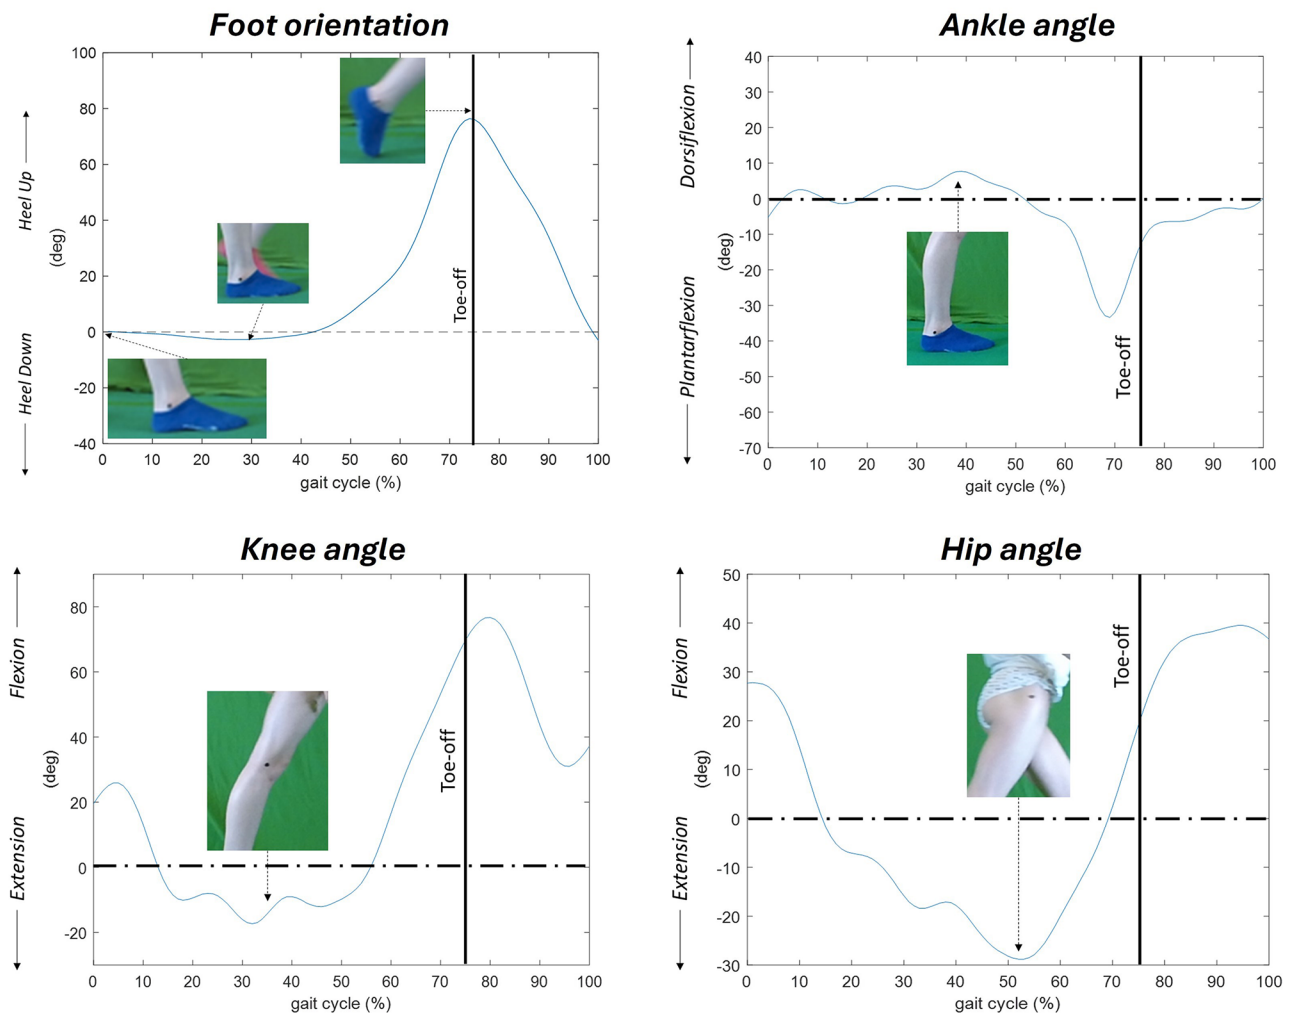 Foot orientation
Heel Up
Heel Down
(deg)
100
80
60
40
20
0
-20
-40
Toe-off
0 10 20 30 40 50 60 70 80 90 100
gait cycle (%)
Ankle angle
Dorsiflexion
Plantarflexion
(deg)
40
30
20
10
0
-10
-20
-30
-40
-50
-60
-70
Toe-off
0 10 20 30 40 50 60 70 80 90 100
gait cycle (%)
Knee angle
Flexion
Extension
(deg)
80
60
40
20
0
-20
Toe-off
0 10 20 30 40 50 60 70 80 90 100
gait cycle (%)
Hip angle
Flexion
Extension
(deg)
50
40
30
20
10
0
-10
-20
-30
Toe-off
0 10 20 30 40 50 60 70 80 90 100
gait cycle (%)